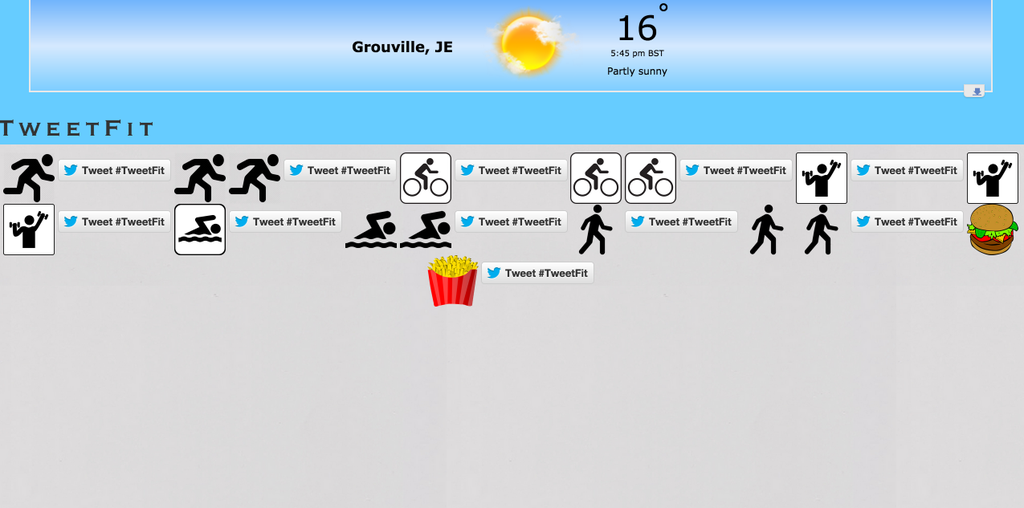 Grouville, JE
16°
5:45 pm BST
Partly sunny
TWEETFIT
Tweet #TweetFit Tweet #TweetFit Tweet #TweetFit Tweet #TweetFit Tweet #TweetFit
Tweet #TweetFit Tweet #TweetFit Tweet #TweetFit Tweet #TweetFit Tweet #TweetFit
Tweet #TweetFit